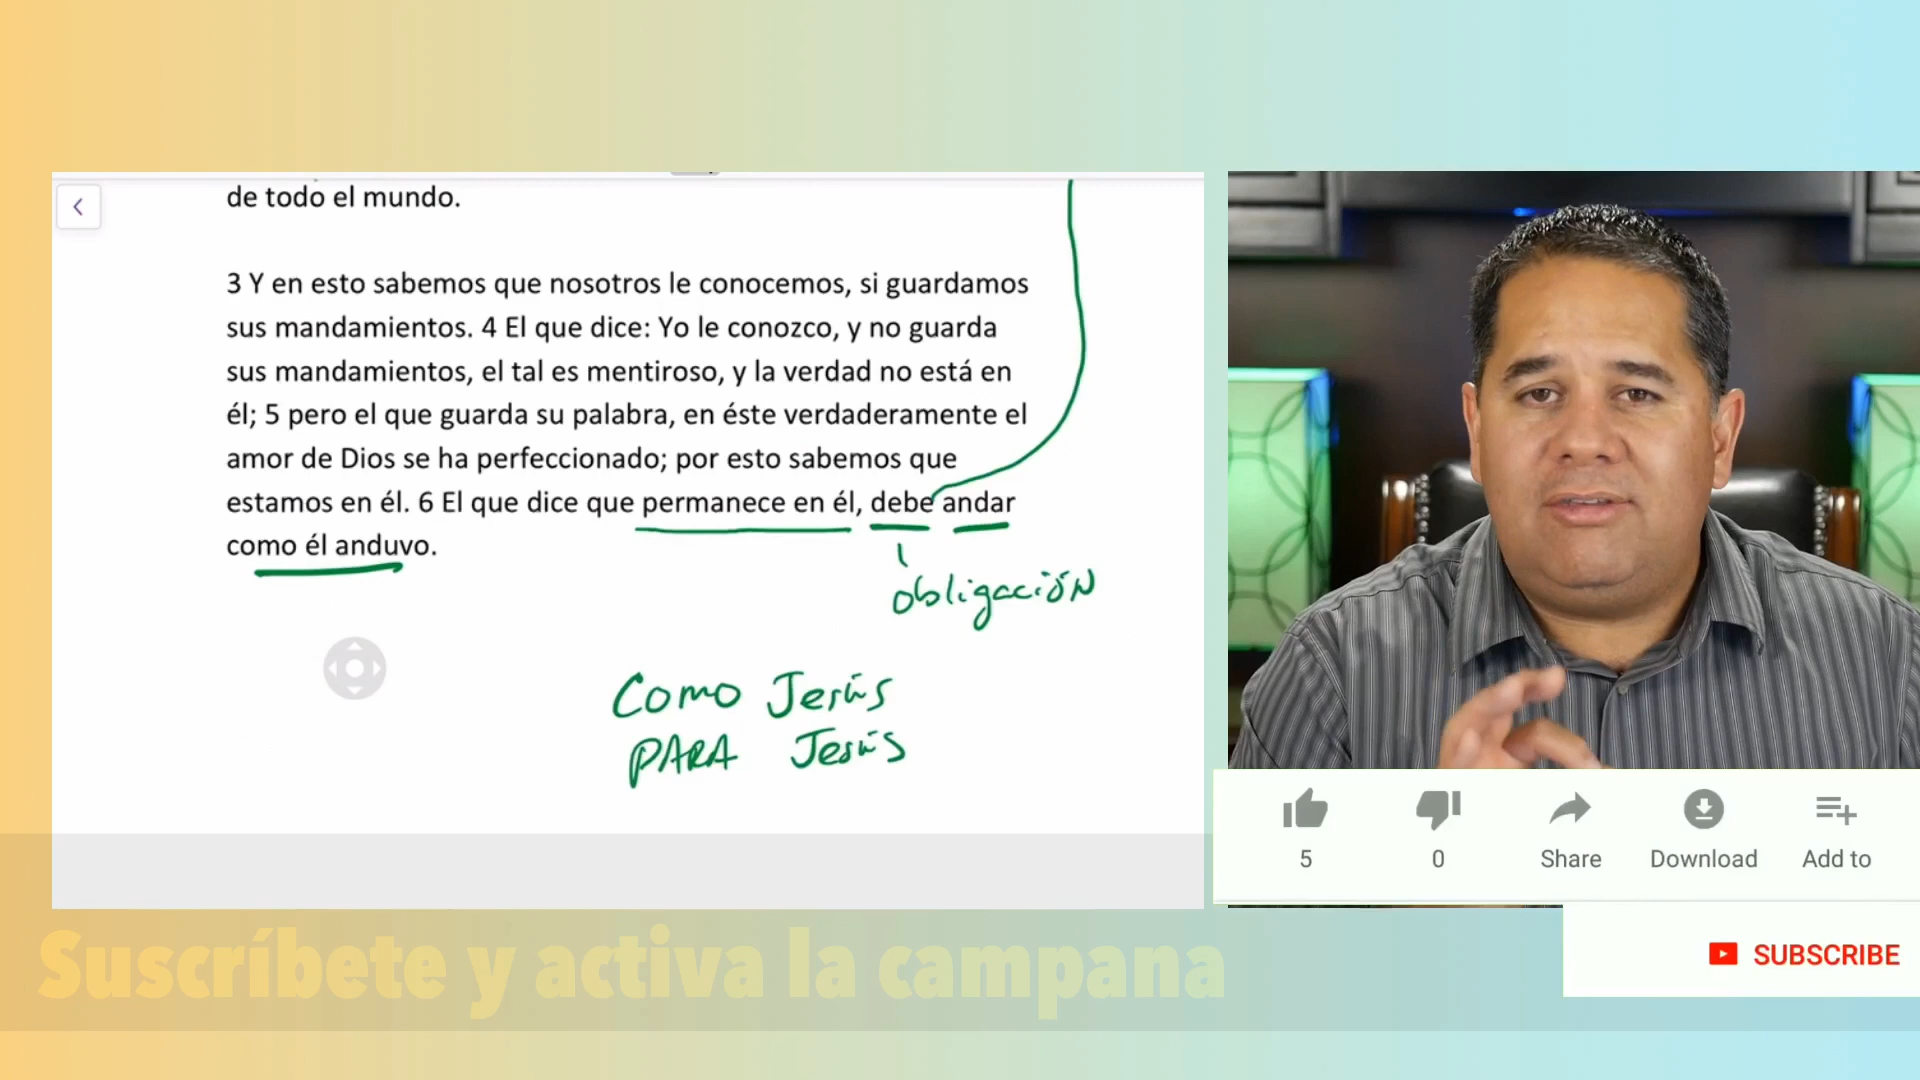 de todo el mundo.
3 Y en esto sabemos que nosotros le conocemos, si guardamos
sus mandamientos. 4 El que dice: Yo le conozco, y no guarda
sus mandamientos, el tal es mentiroso, y la verdad no está en
él; 5 pero el que guarda su palabra, en éste verdaderamente el
amor de Dios se ha perfeccionado; por esto sabemos que
estamos en él. 6 El que dice que permanece en él, debe andar
como él anduvo.
obligación
Como Jesús
PARA Jesús
5
0
Share
Download
Add to
Suscríbete y activa la campana
SUBSCRIBE